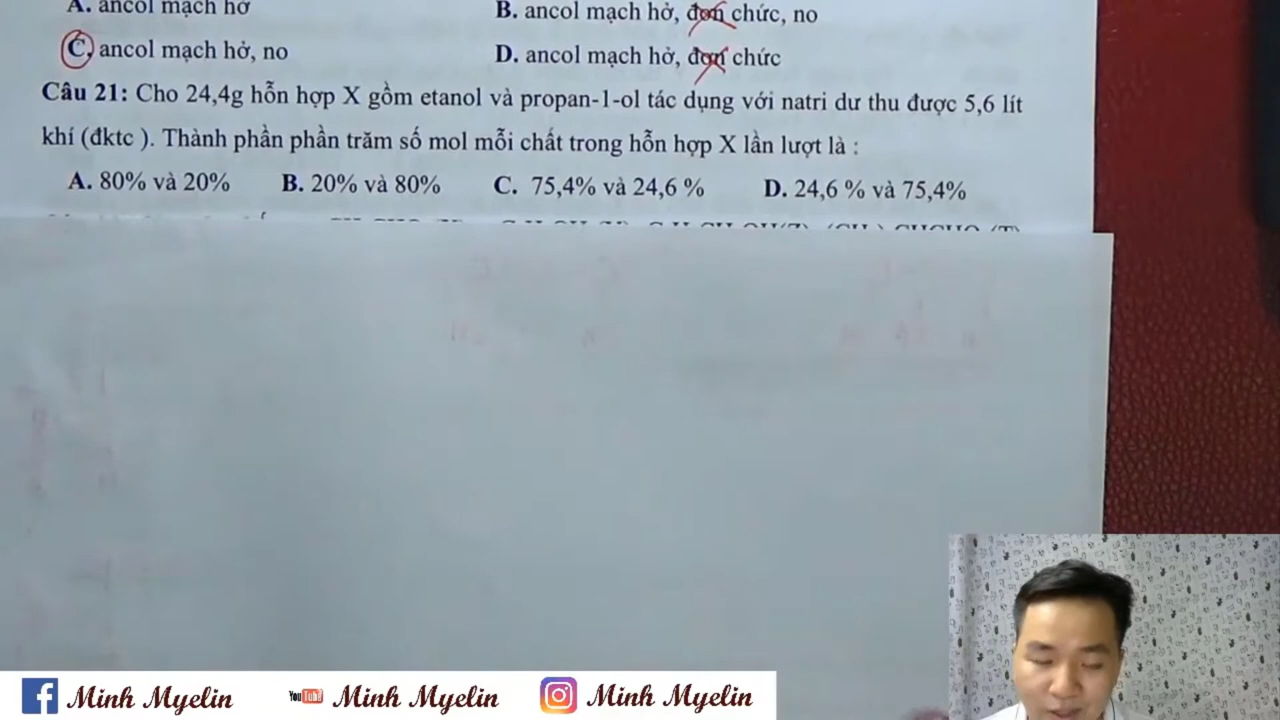 A. ancol mạch hở
B. ancol mạch hở, đơn chức, no
C. ancol mạch hở, no
D. ancol mạch hở, đơn chức
Câu 21: Cho 24,4g hỗn hợp X gồm etanol và propan-1-ol tác dụng với natri dư thu được 5,6 lít
khí (đktc ). Thành phần phần trăm số mol mỗi chất trong hỗn hợp X lần lượt là :
A. 80% và 20% B. 20% và 80% C. 75,4% và 24,6 % D. 24,6 % và 75,4%
Minh Myelin YouTube Minh Myelin Minh Myelin